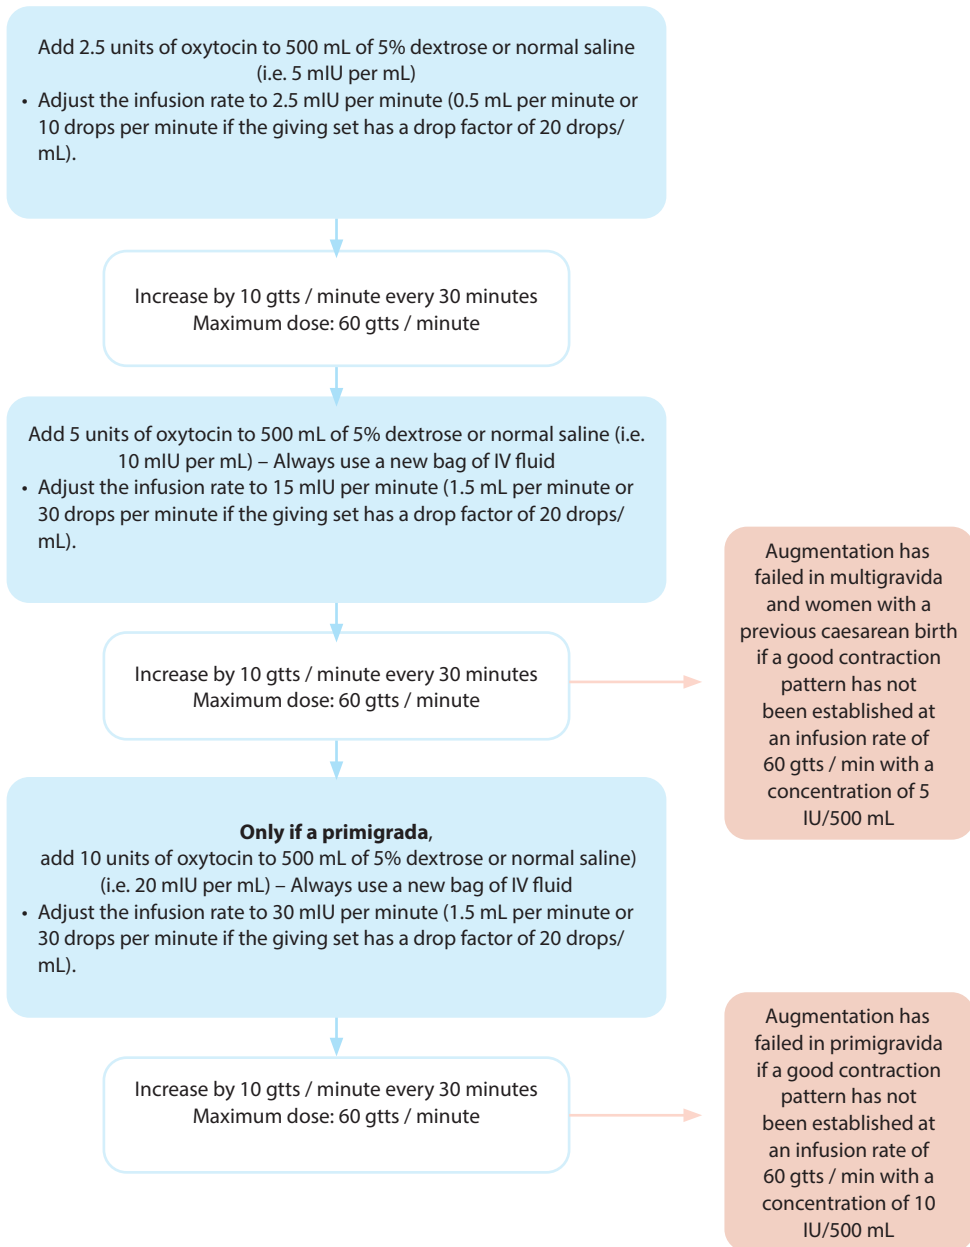 Add 2.5 units of oxytocin to 500 mL of 5% dextrose or normal saline
(i.e. 5 mIU per mL)
• Adjust the infusion rate to 2.5 mIU per minute (0.5 mL per minute or
10 drops per minute if the giving set has a drop factor of 20 drops/
mL).
Increase by 10 gtts / minute every 30 minutes
Maximum dose: 60 gtts / minute
Add 5 units of oxytocin to 500 mL of 5% dextrose or normal saline (i.e.
10 mIU per mL) – Always use a new bag of IV fluid
• Adjust the infusion rate to 15 mIU per minute (1.5 mL per minute or
30 drops per minute if the giving set has a drop factor of 20 drops/
mL).
Increase by 10 gtts / minute every 30 minutes
Maximum dose: 60 gtts / minute
Augmentation has
failed in multigravida
and women with a
previous caesarean birth
if a good contraction
pattern has not
been established at
an infusion rate of
60 gtts / min with a
concentration of 5
IU/500 mL
Only if a primigrada,
add 10 units of oxytocin to 500 mL of 5% dextrose or normal saline)
(i.e. 20 mIU per mL) – Always use a new bag of IV fluid
• Adjust the infusion rate to 30 mIU per minute (1.5 mL per minute or
30 drops per minute if the giving set has a drop factor of 20 drops/
mL).
Increase by 10 gtts / minute every 30 minutes
Maximum dose: 60 gtts / minute
Augmentation has
failed in primigravida
if a good contraction
pattern has not
been established at
an infusion rate of
60 gtts / min with a
concentration of 10
IU/500 mL